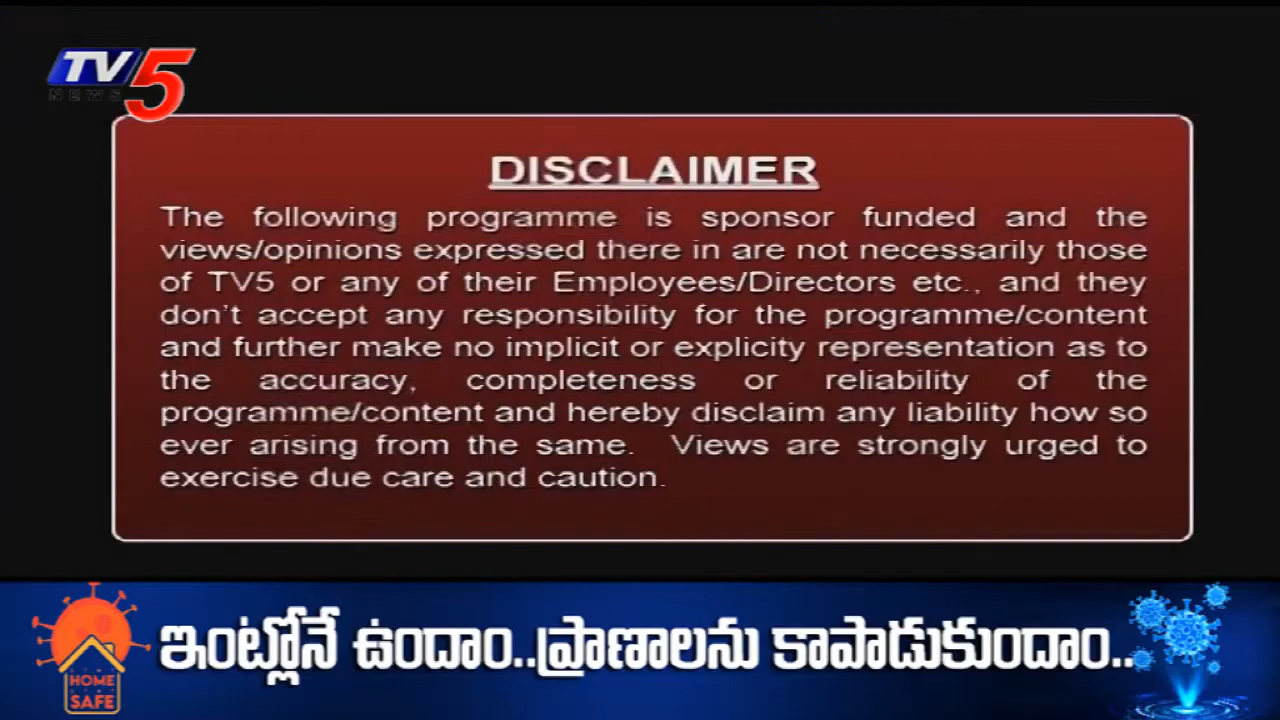 TV5
NEWS
DISCLAIMER
The following programme is sponsor funded and the
views/opinions expressed there in are not necessarily those
of TV5 or any of their Employees/Directors etc., and they
don't accept any responsibility for the programme/content
and further make no implicit or explicity representation as to
the accuracy, completeness or reliability of the
programme/content and hereby disclaim any liability how so
ever arising from the same. Views are strongly urged to
exercise due care and caution.
ఇంట్లోనే ఉందాం..ప్రాణాలను కాపాడుకుందాం..
STAY
HOME
STAY
SAFE